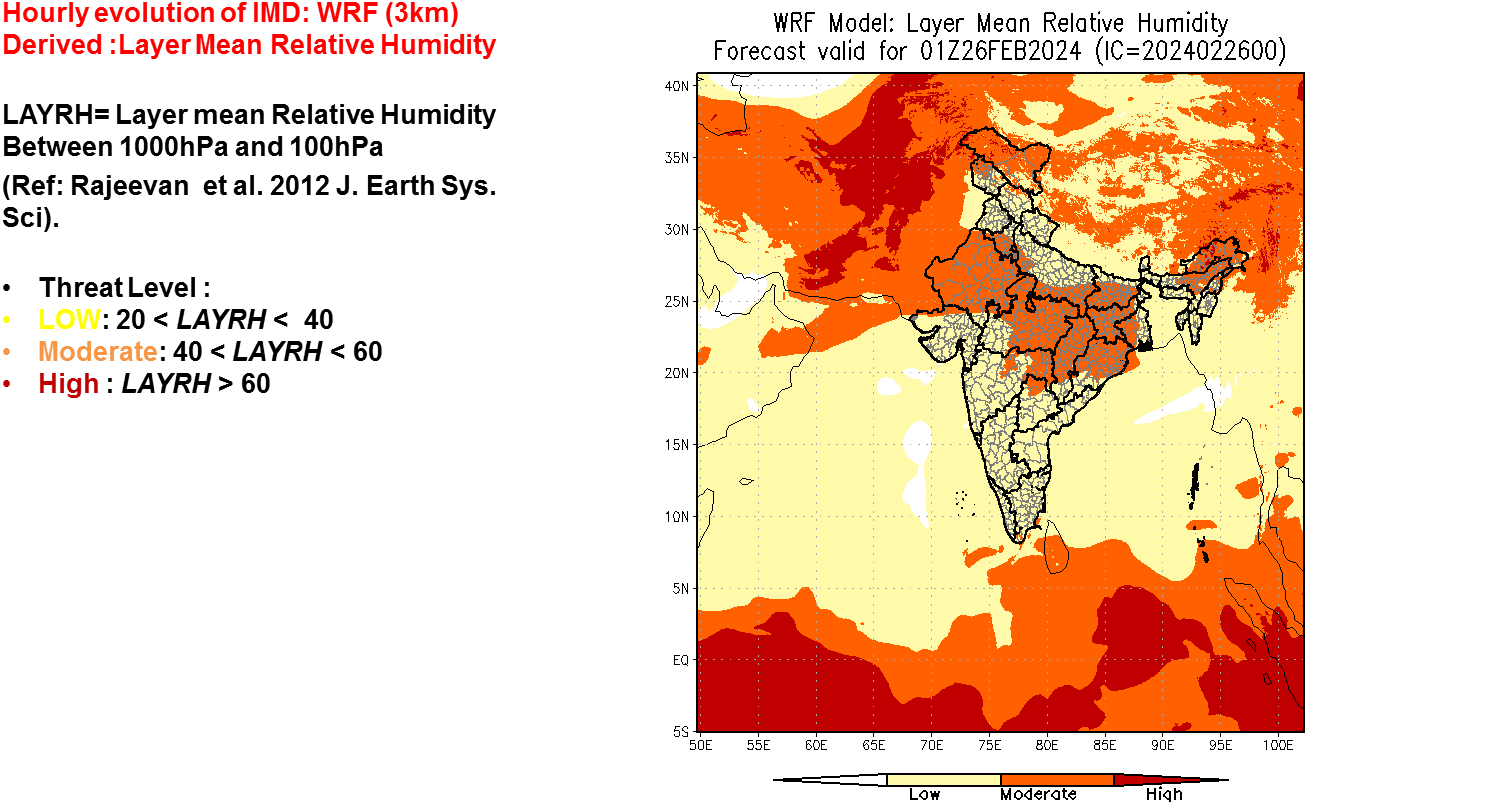 Hourly evolution of IMD: WRF (3km)
Derived :Layer Mean Relative Humidity
LAYRH= Layer mean Relative Humidity
Between 1000hPa and 100hPa
(Ref: Rajeevan et al. 2012 J. Earth Sys.
Sci).
• Threat Level :
• LOW: 20 < LAYRH < 40
• Moderate: 40 < LAYRH < 60
• High : LAYRH > 60
WRF Model: Layer Mean Relative Humidity
Forecast valid for 01Z26FEB2024 (IC=2024022600)
40N
35N
30N
25N
20N
15N
10N
5N
EQ
5S
50E 55E 60E 65E 70E 75E 80E 85E 90E 95E 100E
Low Moderate High